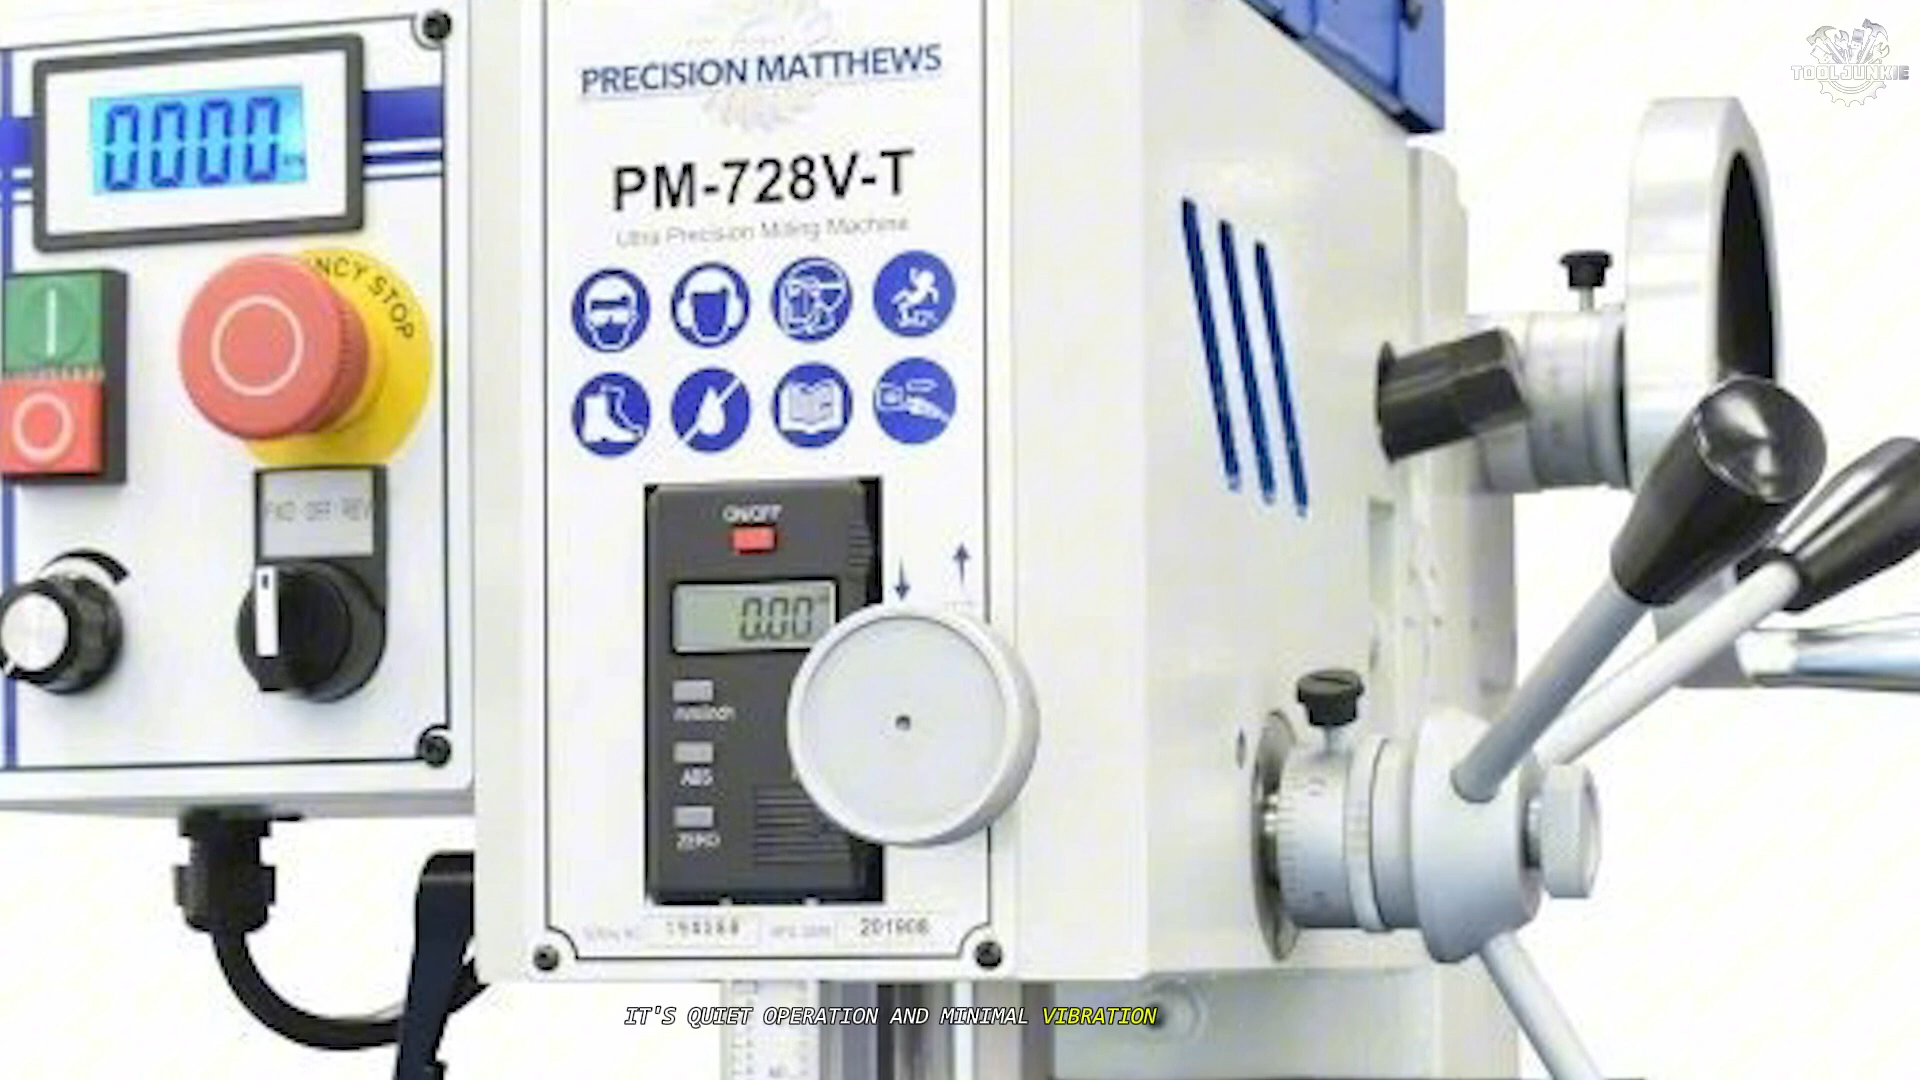 TOOLJUNKIE
0000
NCY STOP
FWD OFF REV
PRECISION MATTHEWS
PM-728V-T
Ultra Precision Milling Machine
ON/OFF
0.00
mm/inch
ABS
ZERO
201906
IT'S QUIET OPERATION AND MINIMAL VIBRATION